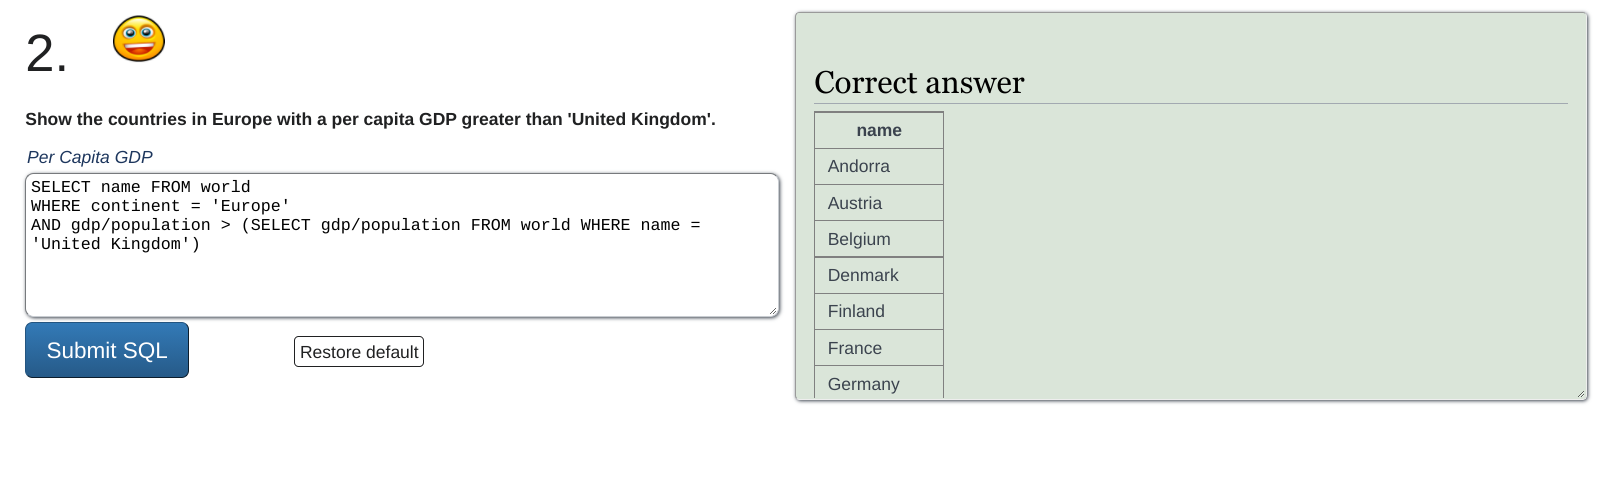 2.
Show the countries in Europe with a per capita GDP greater than 'United Kingdom'.
Per Capita GDP
SELECT name FROM world
WHERE continent = 'Europe'
AND gdp/population > (SELECT gdp/population FROM world WHERE name =
'United Kingdom')
Submit SQL
Restore default
Correct answer
name
Andorra
Austria
Belgium
Denmark
Finland
France
Germany